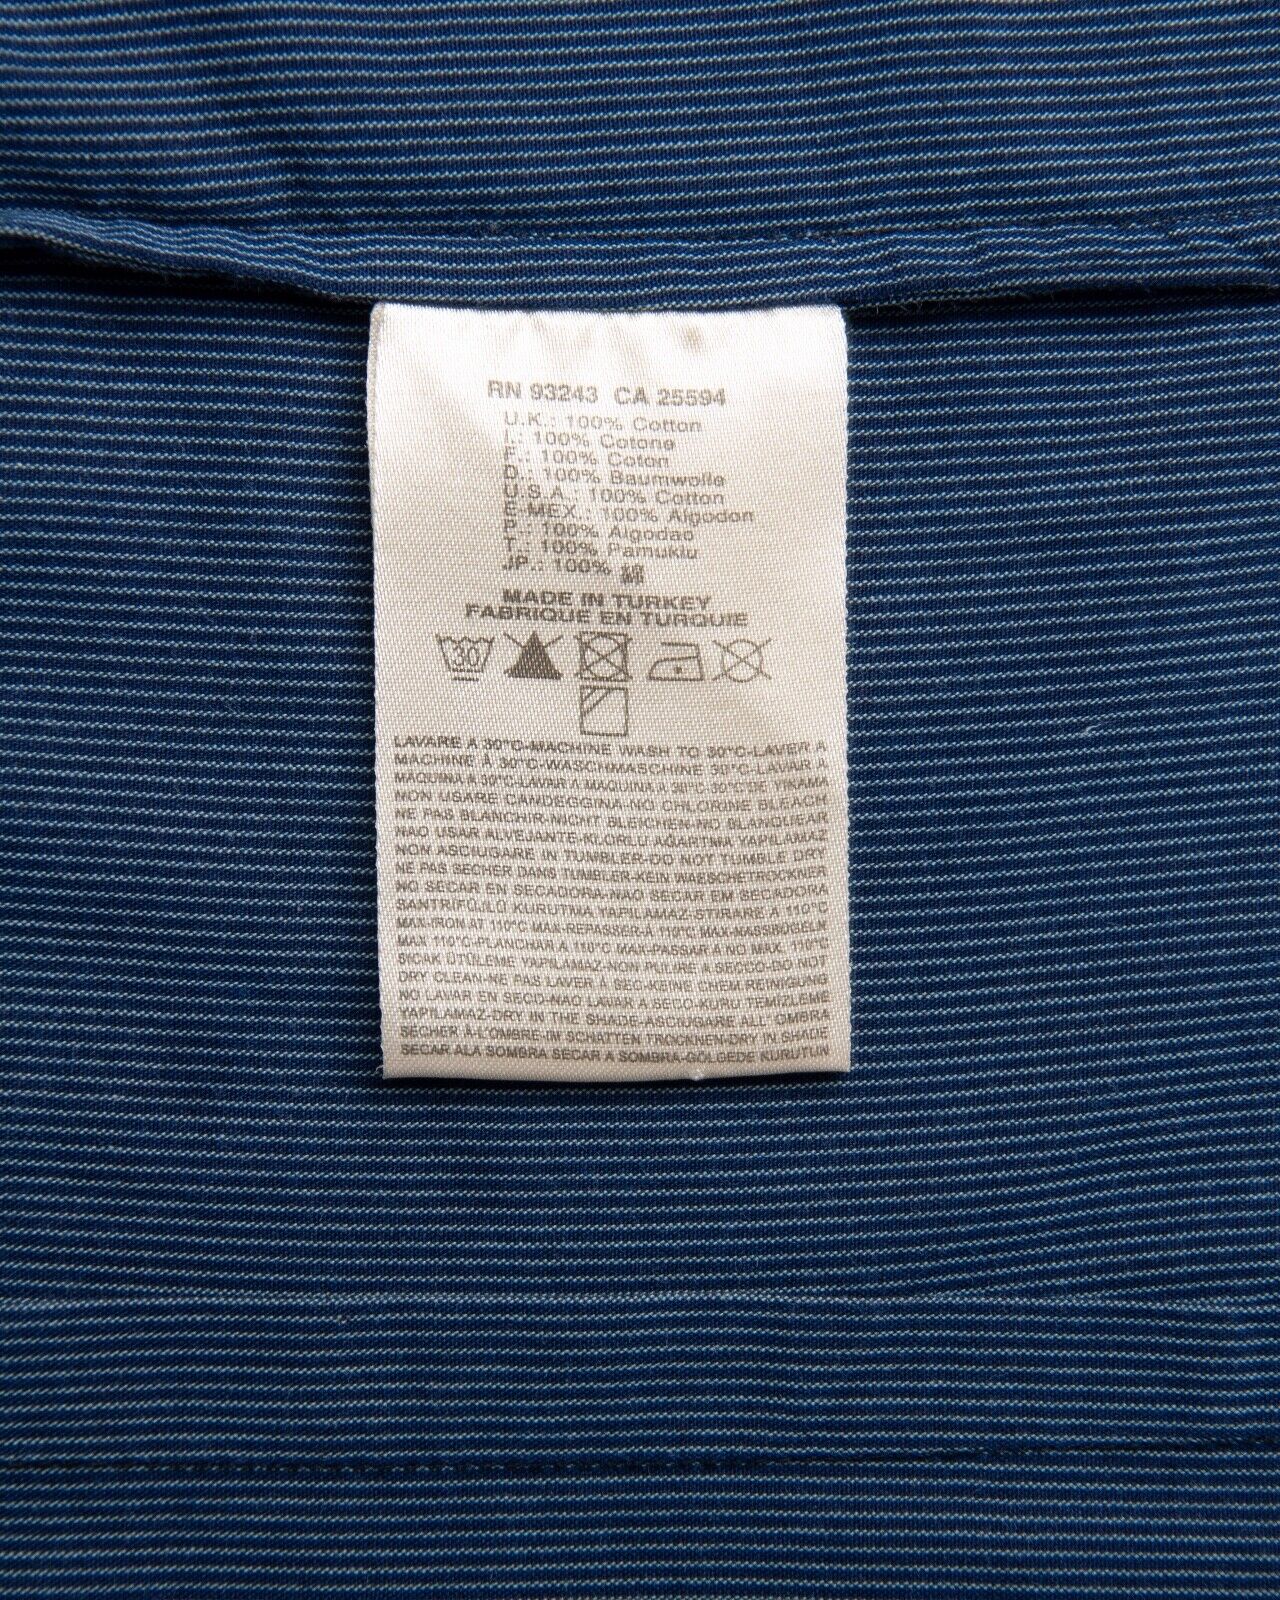 RN 93243 CA 25594
U.K.: 100% Cotton
I.: 100% Cotone
F.: 100% Coton
D.: 100% Baumwolle
U.S.A.: 100% Cotton
E-MEX.: 100% Algodon
P.: 100% Algodao
T.: 100% Pamuklu
JP.: 100%
MADE IN TURKEY
FABRIQUE EN TURQUIE
30
LAVARE A 30°C-MACHINE WASH TO 30°C-LAVER A
MACHINE À 30°C-WASCHMASCHINE 30°C-LAVAR A
MAQUINA A 30°C-LAVAR A MAQUINA A 30°C 30°C'DE YIKAMA
NON USARE CANDEGGINA-NO CHLORINE BLEACH
NE PAS BLANCHIR-NICHT BLEICHEN-NO BLANQUEAR
NAO USAR ALVEJANTE-KLORLU AĞARTMA YAPILAMAZ
NON ASCIUGARE IN TUMBLER-DO NOT TUMBLE DRY
NE PAS SECHER DANS TUMBLER-KEIN WAESCHETROCKNER
NO SECAR EN SECADORA-NAO SECAR EM SECADORA
SANTRİFÜJLÜ KURUTMA YAPILAMAZ-STIRARE A 110°C
MAX-IRON AT 110°C MAX-REPASSER-À 110°C MAX-NASSBÜGELM
MAX 110°C-PLANCHAR A 110°C MAX-PASSAR A NO MAX. 110°C
SICAK ÜTÜLEME YAPILAMAZ-NON PULIRE A SECCO-DO NOT
DRY CLEAN-NE PAS LAVER À SEC-KEINE CHEM REINIGUNG
NO LAVAR EN SECO-NAO LAVAR A SECO-KURU TEMİZLEME
YAPILAMAZ-DRY IN THE SHADE-ASCIUGARE ALL' OMBRA
SÉCHER À-L'OMBRE-IM SCHATTEN TROCKNEN-DRY IN SHADE
SECAR ALA SOMBRA SECAR A SOMBRA-GÖLGEDE KURUTUN